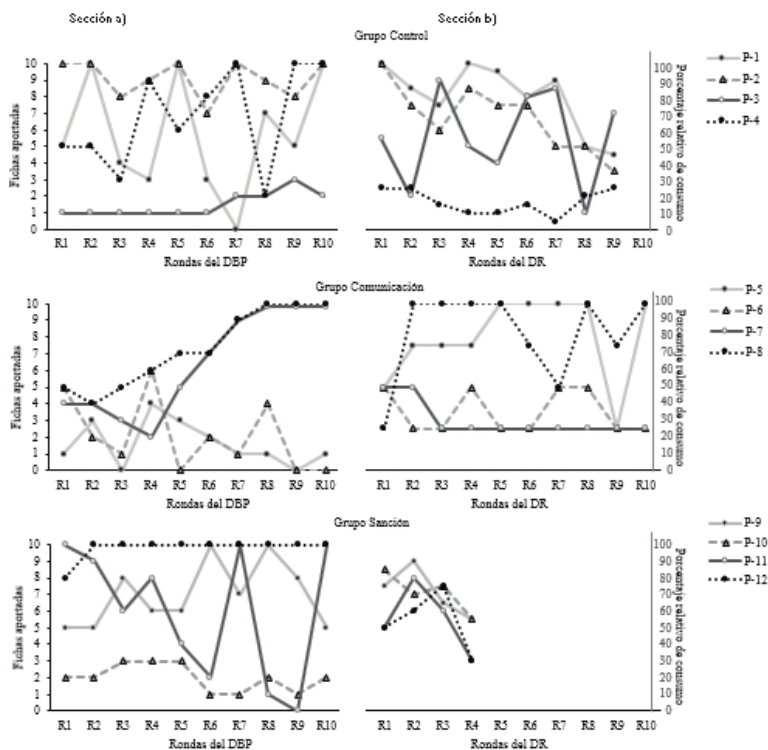 Sección a)
Sección b)
Grupo Control
Fichas aportadas
10
9
8
7
6
5
4
3
2
1
0
R1 R2 R3 R4 R5 R6 R7 R8 R9 R10
Rondas del DBP
R1 R2 R3 R4 R5 R6 R7 R8 R9 R10
Rondas del DR
100
90
80
70
60
50
40
30
20
10
0
Porcentaje relativo de consumo
P-1
P-2
P-3
P-4
Grupo Comunicación
Fichas aportadas
10
9
8
7
6
5
4
3
2
1
0
R1 R2 R3 R4 R5 R6 R7 R8 R9 R10
Rondas del DBP
R1 R2 R3 R4 R5 R6 R7 R8 R9 R10
Rondas del DR
100
90
80
70
60
50
40
30
20
10
0
Porcentaje relativo de consumo
P-5
P-6
P-7
P-8
Grupo Sanción
Fichas aportadas
10
9
8
7
6
5
4
3
2
1
0
R1 R2 R3 R4 R5 R6 R7 R8 R9 R10
Rondas del DBP
R1 R2 R3 R4 R5 R6 R7 R8 R9 R10
Rondas del DR
100
90
80
70
60
50
40
30
20
10
0
Porcentaje relativo de consumo
P-9
P-10
P-11
P-12